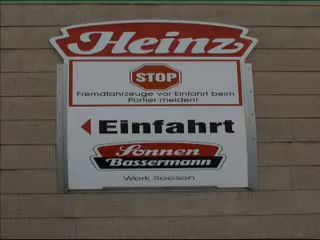 Heinz
STOP
Fremdfahrzeuge vor Einfahrt beim
Portier melden!
Einfahrt
Sonnen
Bassermann
Werk Seesen